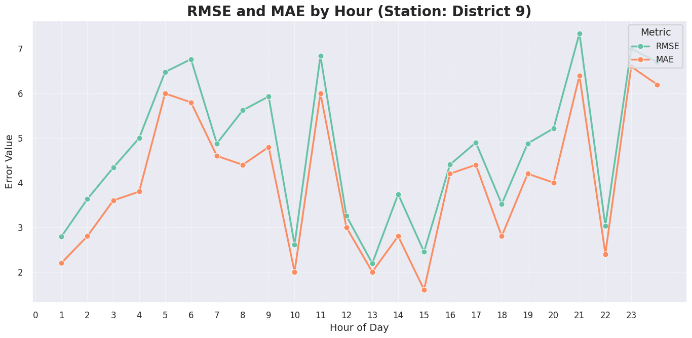 RMSE and MAE by Hour (Station: District 9)
Metric
RMSE
MAE
Error Value
7
6
5
4
3
2
0 1 2 3 4 5 6 7 8 9 10 11 12 13 14 15 16 17 18 19 20 21 22 23
Hour of Day